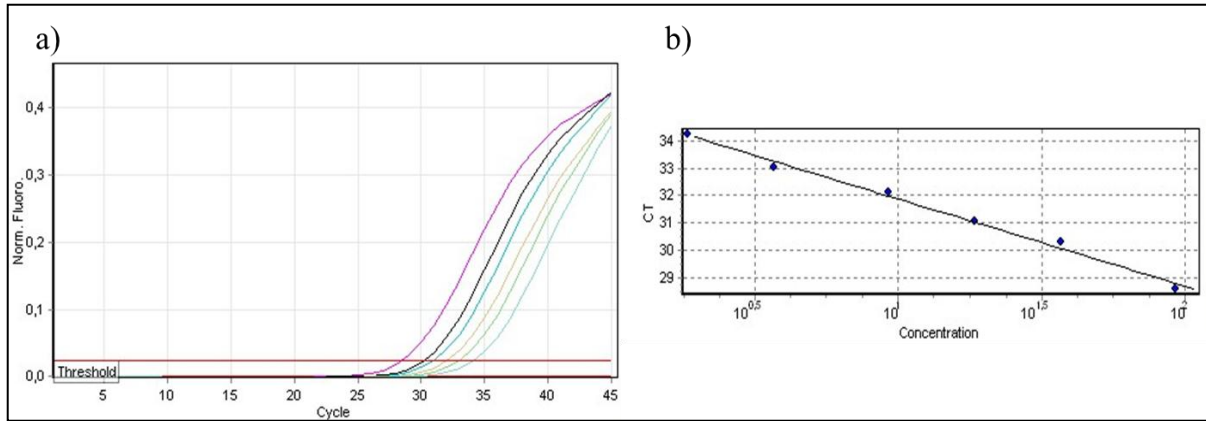 a)
Norm. Fluoro.
0,4
0,3
0,2
0,1
0,0
Threshold
5 10 15 20 25 30 35 40 45
Cycle
b)
CT
34
33
32
31
30
29
10^0,5 10^1 10^1,5 10^2
Concentration